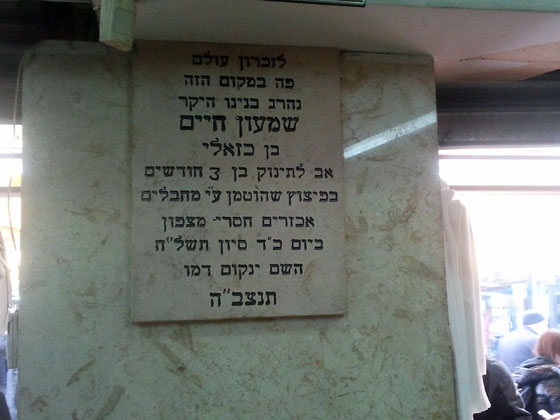 לזכרון עולם
פה במקום הזה
נהרג בנינו היקר
שמעון חיים
בן כזאלי
אב לתינוק בן 3 חודשים
בפיצוץ שהוטמן ע״י מחבלים
אכזרים חסרי מצפון
ביום כ״ד סיון תשל״ח
השם ינקום דמו
תנצב״ה